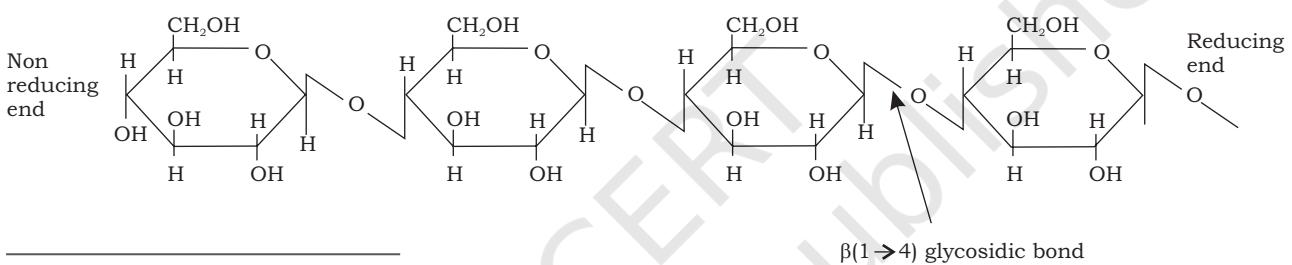 CH₂OH CH₂OH CH₂OH CH₂OH
Non reducing end
Reducing end
H O H O H O H O
H H H H
O O O O
OH OH H OH H OH H OH H
H H H
H OH H OH H OH H OH
β(1→4) glycosidic bond
NCERT